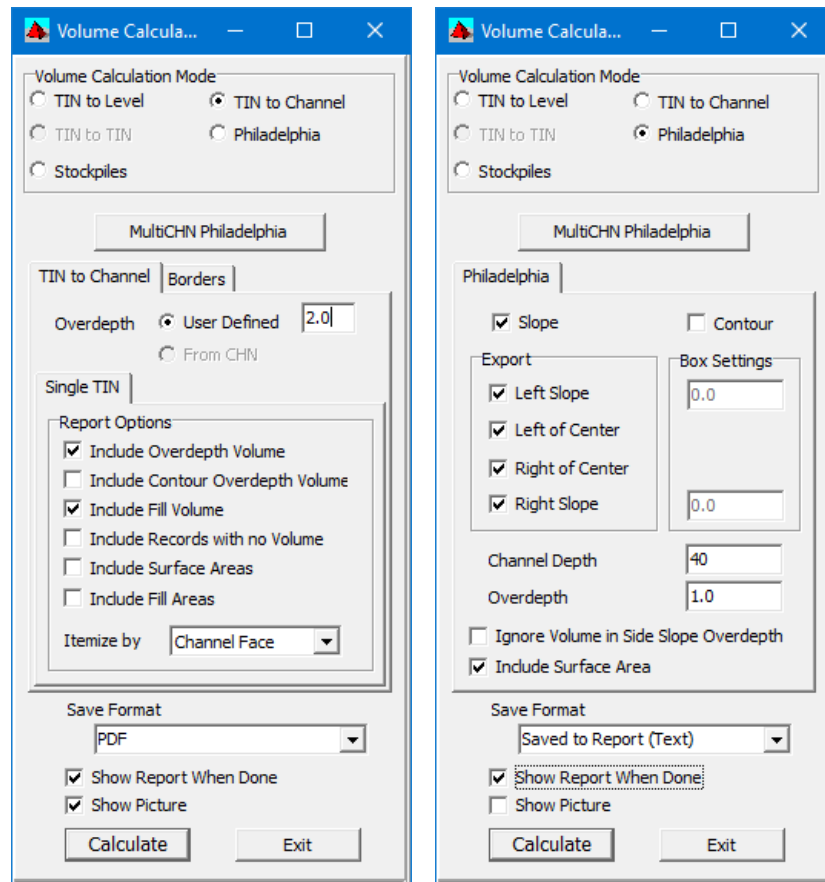 Volume Calcula...
Volume Calculation Mode
TIN to Level TIN to Channel
TIN to TIN Philadelphia
Stockpiles
MultiCHN Philadelphia
TIN to Channel Borders
Overdepth User Defined 2.0
From CHN
Single TIN
Report Options
Include Overdepth Volume
Include Contour Overdepth Volume
Include Fill Volume
Include Records with no Volume
Include Surface Areas
Include Fill Areas
Itemize by Channel Face
Save Format
PDF
Show Report When Done
Show Picture
Calculate Exit
Volume Calcula...
Volume Calculation Mode
TIN to Level TIN to Channel
TIN to TIN Philadelphia
Stockpiles
MultiCHN Philadelphia
Philadelphia
Slope Contour
Export Box Settings
Left Slope 0.0
Left of Center
Right of Center
Right Slope 0.0
Channel Depth 40
Overdepth 1.0
Ignore Volume in Side Slope Overdepth
Include Surface Area
Save Format
Saved to Report (Text)
Show Report When Done
Show Picture
Calculate Exit